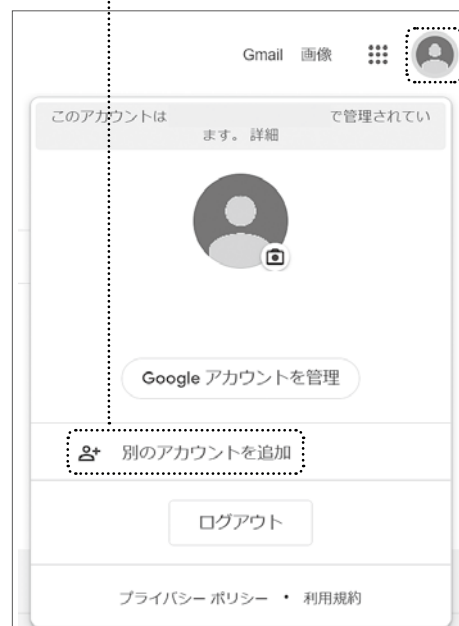 Gmail 画像
このアカウントは で管理されてい
ます。 詳細
Google アカウントを管理
別のアカウントを追加
ログアウト
プライバシー ポリシー • 利用規約